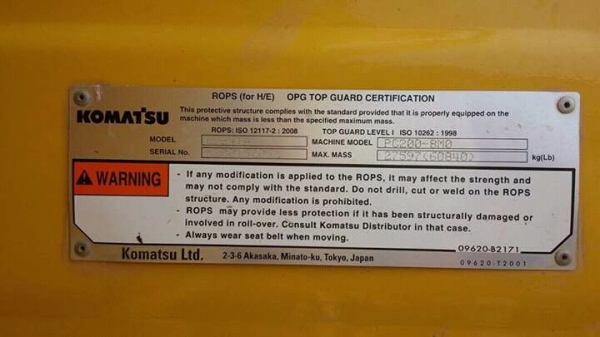 ROPS (for H/E) OPG TOP GUARD CERTIFICATION
KOMATSU
This protective structure complies with the standard provided that it is properly equipped on the
machine which mass is less than the specified maximum mass.
ROPS: ISO 12117-2 : 2008 TOP GUARD LEVEL I ISO 10262 : 1998
MODEL MACHINE MODEL PC200-8M0
SERIAL No. MAX. MASS 27597(60840) kg(Lb)
WARNING
- If any modification is applied to the ROPS, it may affect the strength and
may not comply with the standard. Do not drill, cut or weld on the ROPS
structure. Any modification is prohibited.
- ROPS may provide less protection if it has been structurally damaged or
involved in roll-over. Consult Komatsu Distributor in that case.
- Always wear seat belt when moving.
09620-B2171
Komatsu Ltd. 2-3-6 Akasaka, Minato-ku, Tokyo, Japan
09620-T2001